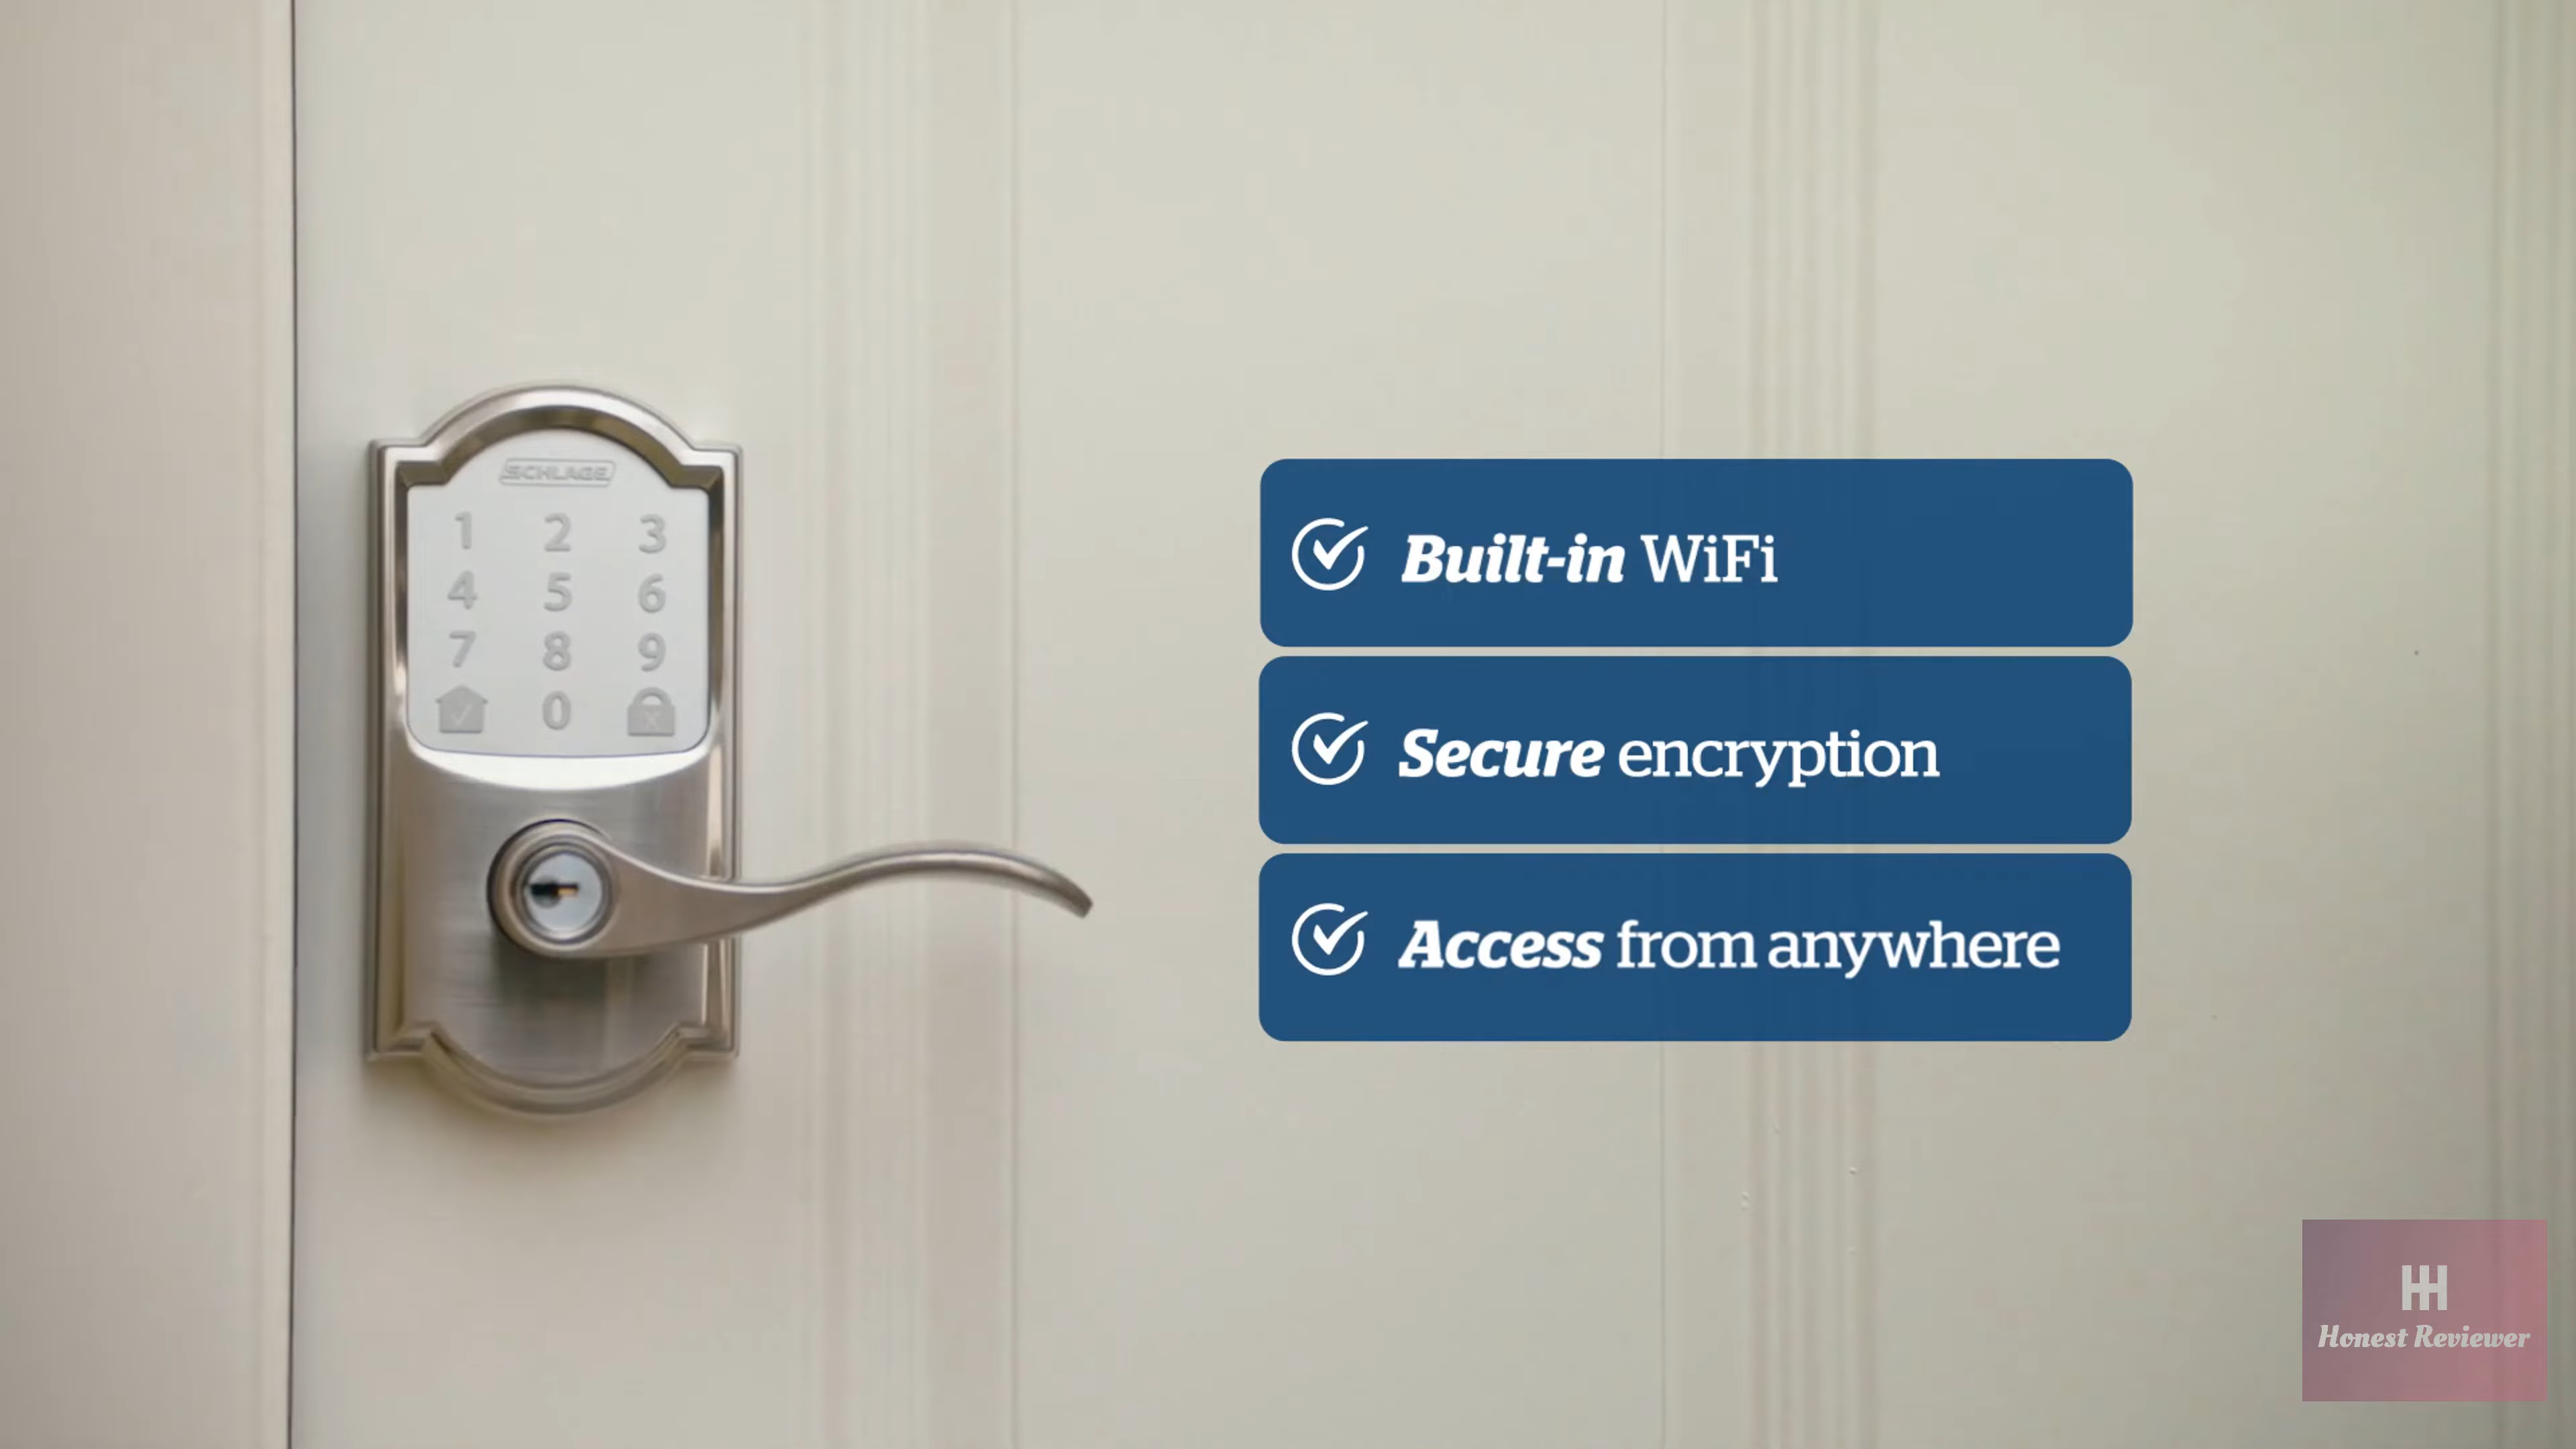 SCHLAGE
1 2 3
4 5 6
7 8 9
0
Built-in WiFi
Secure encryption
Access from anywhere
Honest Reviewer